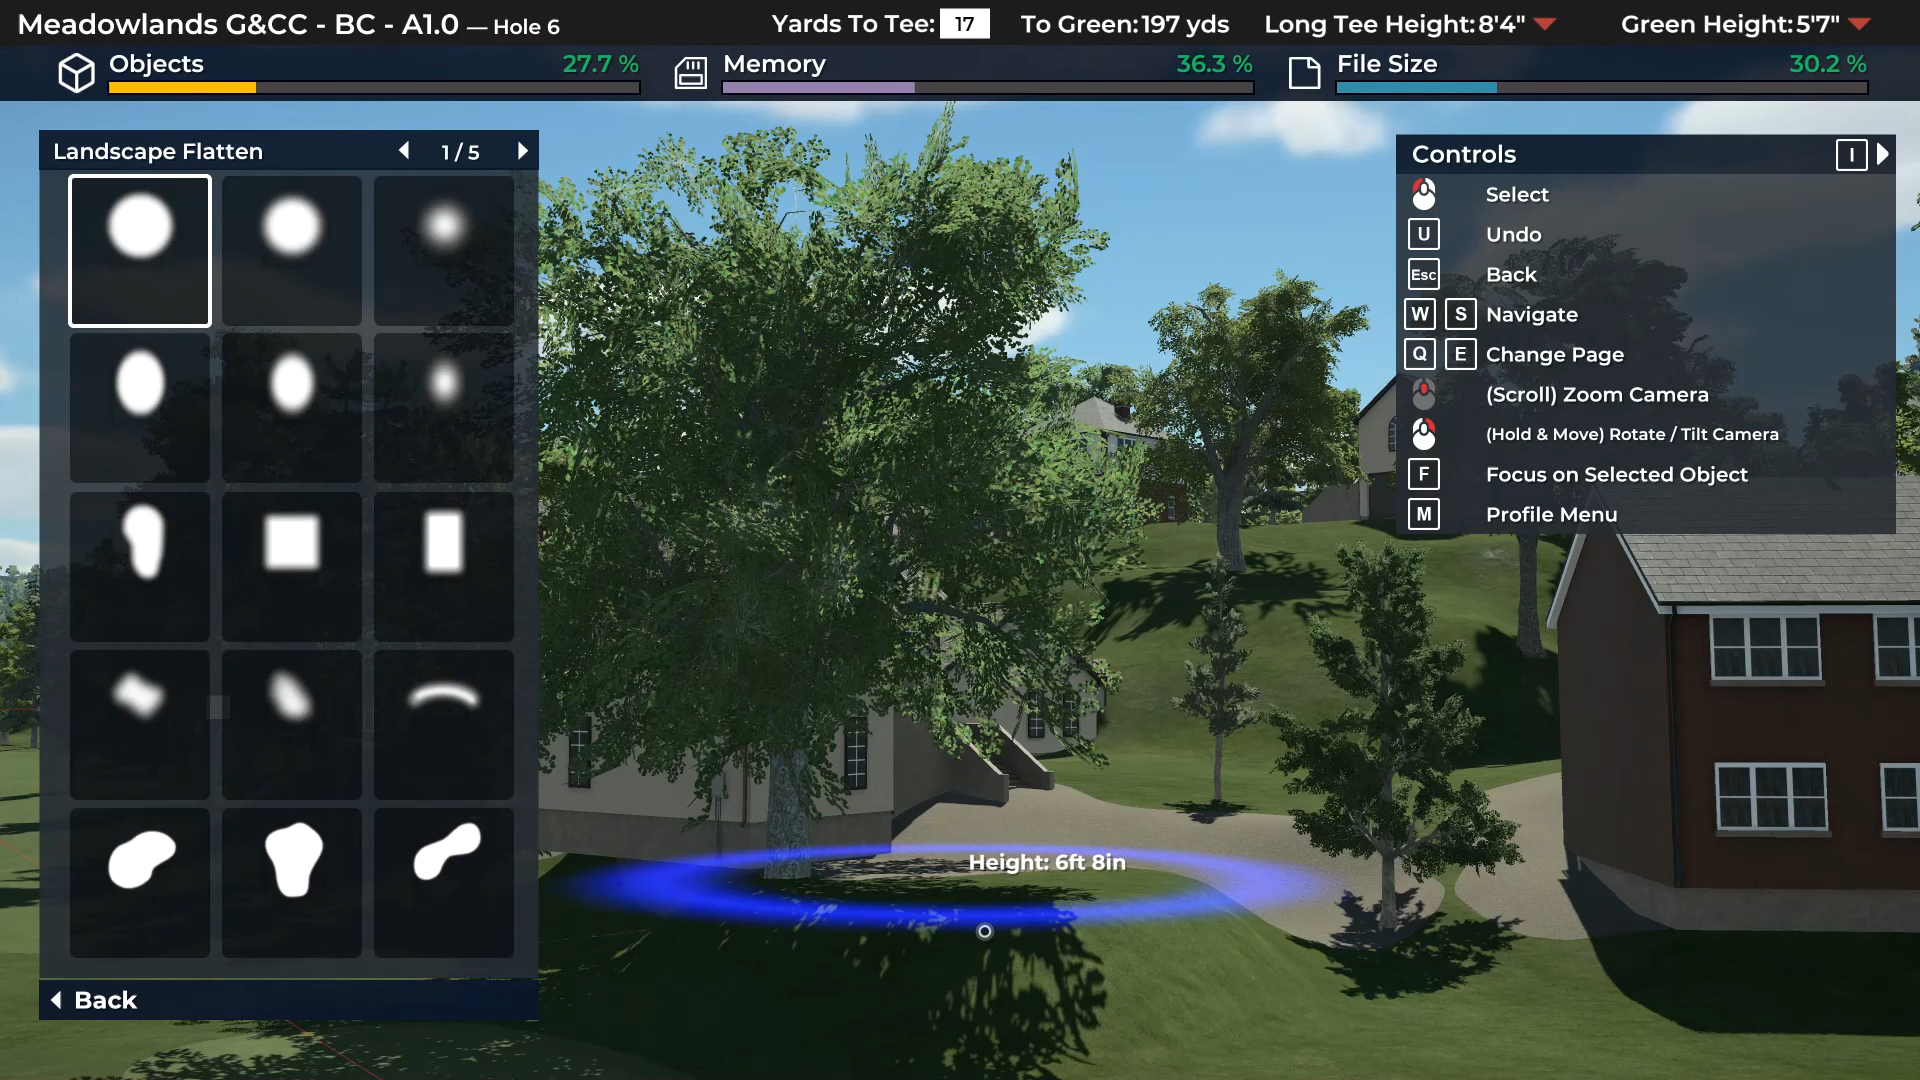 Meadowlands G&CC - BC - A1.0 — Hole 6
Yards To Tee: 17
To Green: 197 yds
Long Tee Height: 8'4"
Green Height: 5'7"
Objects 27.7 %
Memory 36.3 %
File Size 30.2 %
Landscape Flatten 1 / 5
Back
Height: 6ft 8in
Controls I
Select
U Undo
Esc Back
W S Navigate
Q E Change Page
(Scroll) Zoom Camera
(Hold & Move) Rotate / Tilt Camera
F Focus on Selected Object
M Profile Menu